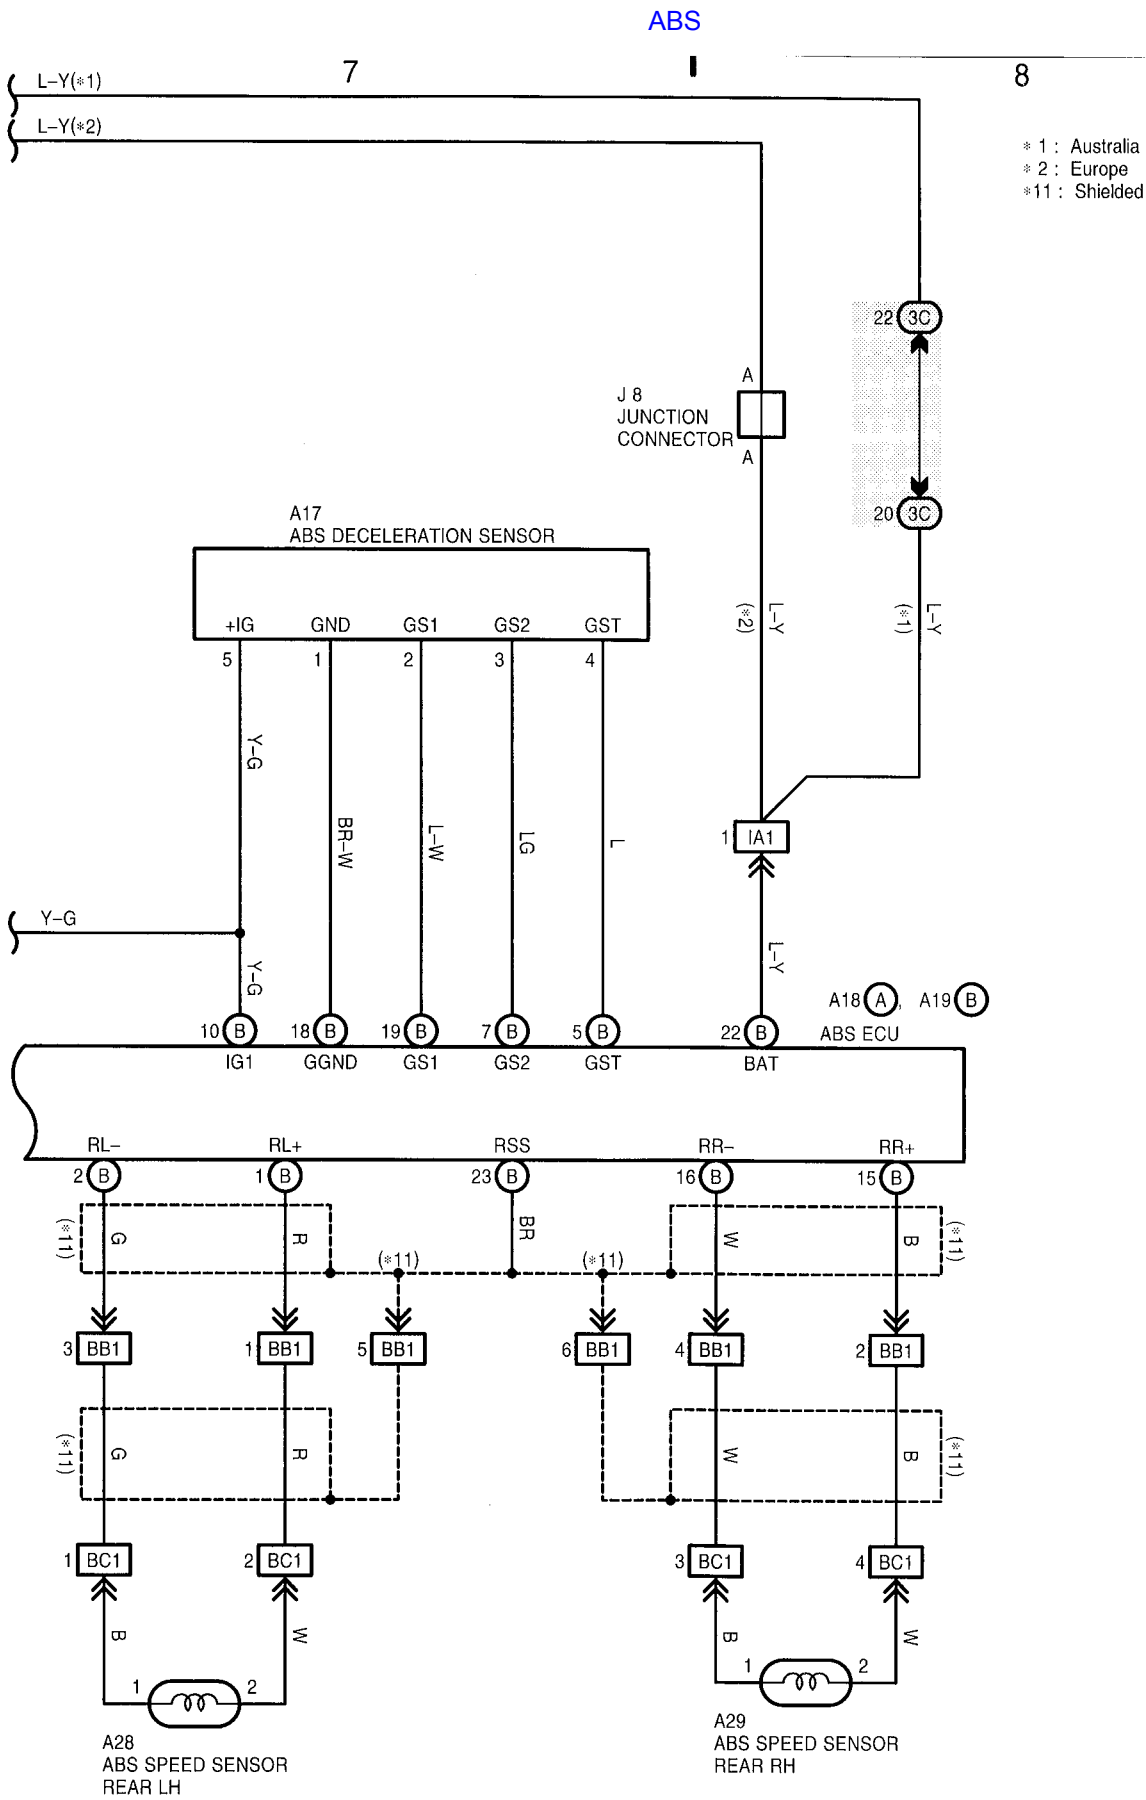 ABS
7
8
L-Y(*1)
L-Y(*2)
* 1 : Australia
* 2 : Europe
*11 : Shielded
22 3C
A
J 8
JUNCTION
CONNECTOR
A
20 3C
A17
ABS DECELERATION SENSOR
+IG GND GS1 GS2 GST
5 1 2 3 4
L-Y
(*2)
L-Y
(*1)
Y-G
BR-W
L-W
LG
L
1 IA1
Y-G
Y-G
L-Y
A18 A, A19 B
ABS ECU
10 B 18 B 19 B 7 B 5 B 22 B
IG1 GGND GS1 GS2 GST BAT
RL- RL+ RSS RR- RR+
2 B 1 B 23 B 16 B 15 B
(*11) G R BR W B (*11)
(*11) (*11)
3 BB1 1 BB1 5 BB1 6 BB1 4 BB1 2 BB1
(*11) G R W B (*11)
1 BC1 2 BC1 3 BC1 4 BC1
B W B W
1 2 1 2
A28
ABS SPEED SENSOR
REAR LH
A29
ABS SPEED SENSOR
REAR RH